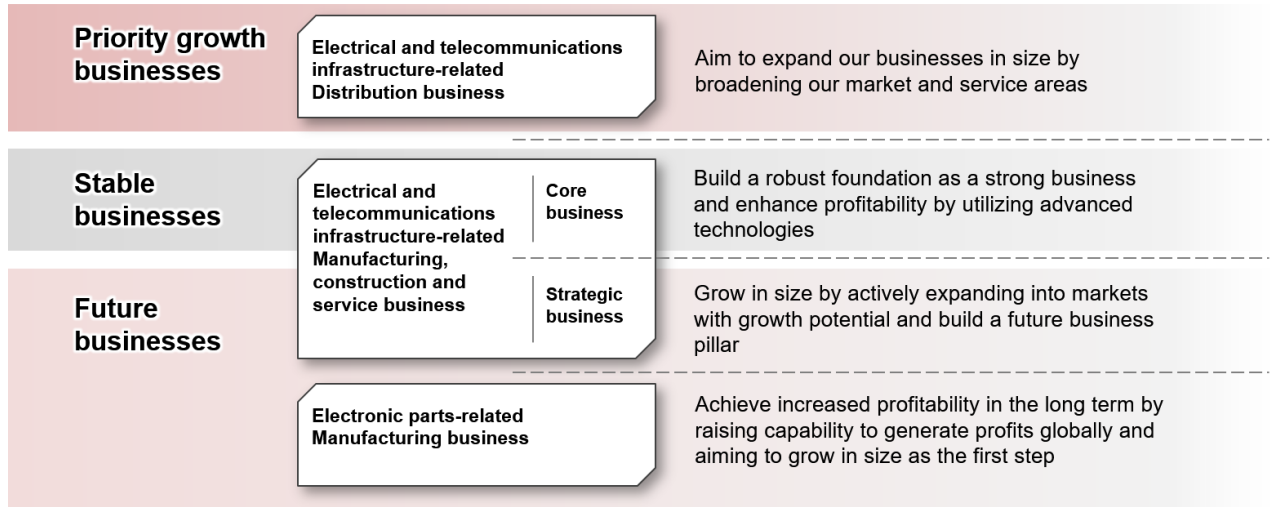 Priority growth
businesses
Electrical and telecommunications
infrastructure-related
Distribution business
Aim to expand our businesses in size by
broadening our market and service areas
Stable
businesses
Electrical and
telecommunications
infrastructure-related
Manufacturing,
construction and
service business
Core
business
Build a robust foundation as a strong business
and enhance profitability by utilizing advanced
technologies
Future
businesses
Strategic
business
Grow in size by actively expanding into markets
with growth potential and build a future business
pillar
Electronic parts-related
Manufacturing business
Achieve increased profitability in the long term by
raising capability to generate profits globally and
aiming to grow in size as the first step